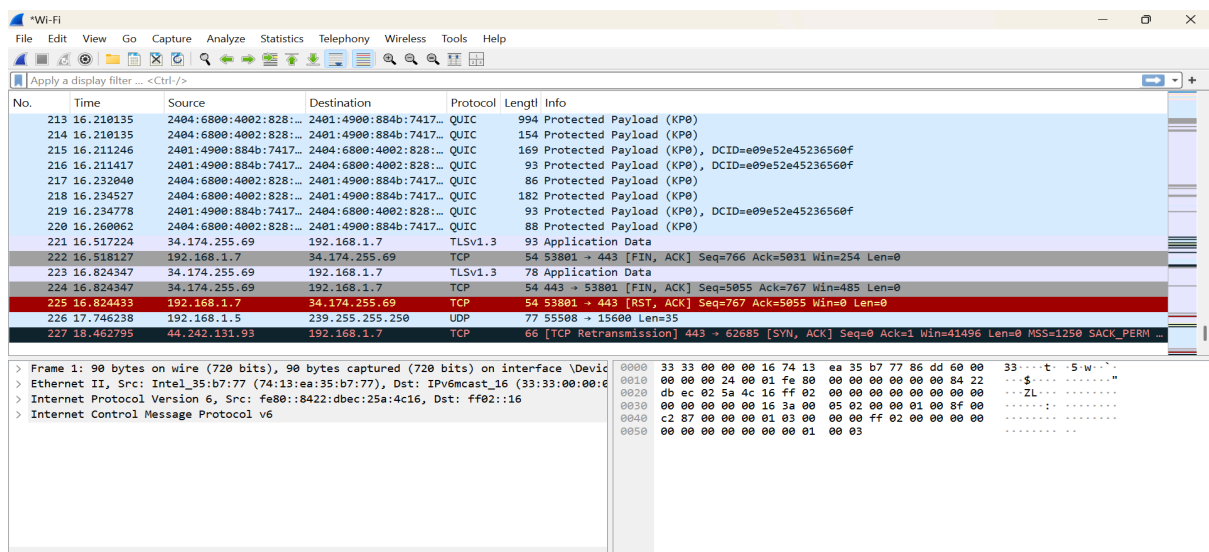 *Wi-Fi
File Edit View Go Capture Analyze Statistics Telephony Wireless Tools Help
Apply a display filter ... <Ctrl-/>
No. Time Source Destination Protocol Lengtl Info
213 16.210135 2404:6800:4002:828:… 2401:4900:884b:7417… QUIC 994 Protected Payload (KP0)
214 16.210135 2404:6800:4002:828:… 2401:4900:884b:7417… QUIC 154 Protected Payload (KP0)
215 16.211246 2401:4900:884b:7417… 2404:6800:4002:828:… QUIC 169 Protected Payload (KP0), DCID=e09e52e45236560f
216 16.211417 2401:4900:884b:7417… 2404:6800:4002:828:… QUIC 93 Protected Payload (KP0), DCID=e09e52e45236560f
217 16.232040 2404:6800:4002:828:… 2401:4900:884b:7417… QUIC 86 Protected Payload (KP0)
218 16.234527 2404:6800:4002:828:… 2401:4900:884b:7417… QUIC 182 Protected Payload (KP0)
219 16.234778 2401:4900:884b:7417… 2404:6800:4002:828:… QUIC 93 Protected Payload (KP0), DCID=e09e52e45236560f
220 16.260062 2404:6800:4002:828:… 2401:4900:884b:7417… QUIC 88 Protected Payload (KP0)
221 16.517224 34.174.255.69 192.168.1.7 TLSv1.3 93 Application Data
222 16.518127 192.168.1.7 34.174.255.69 TCP 54 53801 → 443 [FIN, ACK] Seq=766 Ack=5031 Win=254 Len=0
223 16.824347 34.174.255.69 192.168.1.7 TLSv1.3 78 Application Data
224 16.824347 34.174.255.69 192.168.1.7 TCP 54 443 → 53801 [FIN, ACK] Seq=5055 Ack=767 Win=485 Len=0
225 16.824433 192.168.1.7 34.174.255.69 TCP 54 53801 → 443 [RST, ACK] Seq=767 Ack=5055 Win=0 Len=0
226 17.746238 192.168.1.5 239.255.255.250 UDP 77 55508 → 15600 Len=35
227 18.462795 44.242.131.93 192.168.1.7 TCP 66 [TCP Retransmission] 443 → 62685 [SYN, ACK] Seq=0 Ack=1 Win=41496 Len=0 MSS=1250 SACK_PERM …
> Frame 1: 90 bytes on wire (720 bits), 90 bytes captured (720 bits) on interface \Devic
> Ethernet II, Src: Intel_35:b7:77 (74:13:ea:35:b7:77), Dst: IPv6mcast_16 (33:33:00:00:0
> Internet Protocol Version 6, Src: fe80::8422:dbec:25a:4c16, Dst: ff02::16
> Internet Control Message Protocol v6
0000 33 33 00 00 00 16 74 13 ea 35 b7 77 86 dd 60 00 33····t· ·5·w··`·
0010 00 00 00 24 00 01 fe 80 00 00 00 00 00 00 84 22 ···$···· ·······"
0020 db ec 02 5a 4c 16 ff 02 00 00 00 00 00 00 00 00 ···ZL··· ········
0030 00 00 00 00 00 16 3a 00 05 02 00 00 01 00 8f 00 ······:· ········
0040 c2 87 00 00 00 01 03 00 00 00 ff 02 00 00 00 00 ········ ········
0050 00 00 00 00 00 00 00 01 00 03 ········ ··